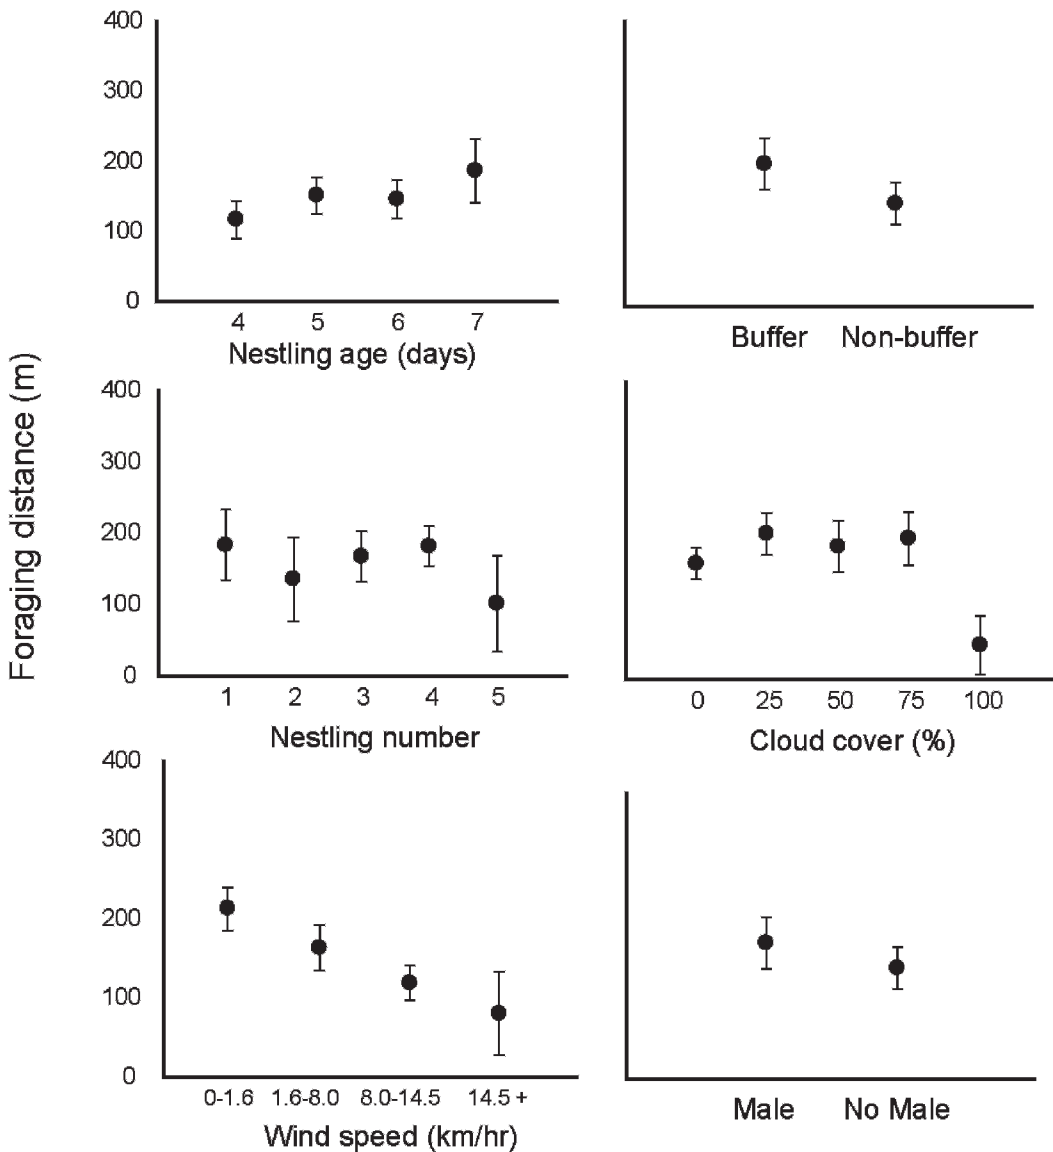 400
300
200
100
0
4 5 6 7
Nestling age (days)
Buffer Non-buffer
Foraging distance (m)
400
300
200
100
0
1 2 3 4 5
Nestling number
0 25 50 75 100
Cloud cover (%)
400
300
200
100
0
0-1.6 1.6-8.0 8.0-14.5 14.5 +
Wind speed (km/hr)
Male No Male